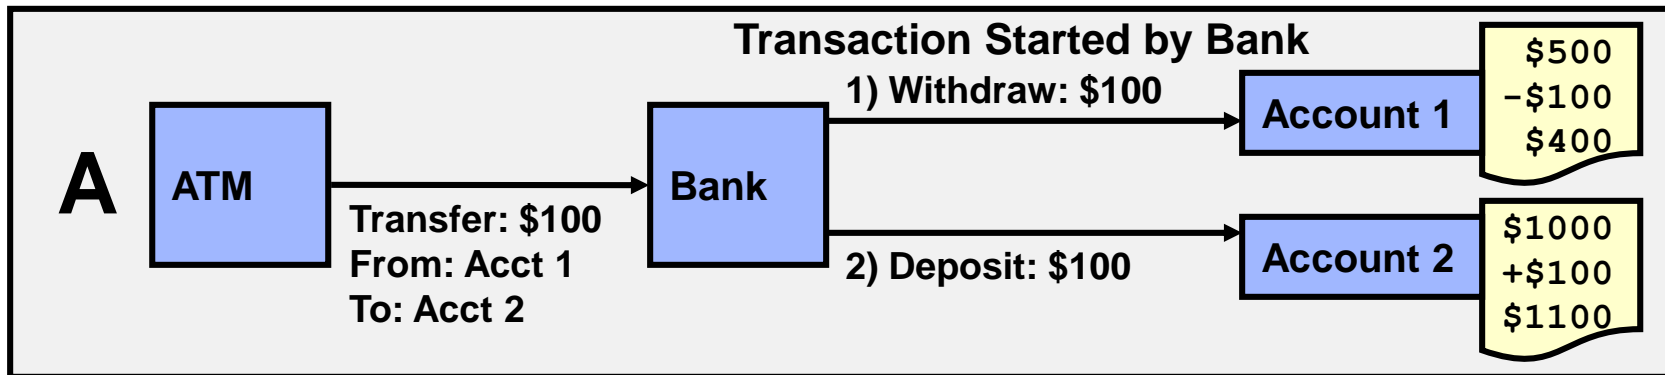 Transaction Started by Bank
A
ATM
Transfer: $100
From: Acct 1
To: Acct 2
Bank
1) Withdraw: $100
Account 1
$500
-$100
$400
2) Deposit: $100
Account 2
$1000
+$100
$1100